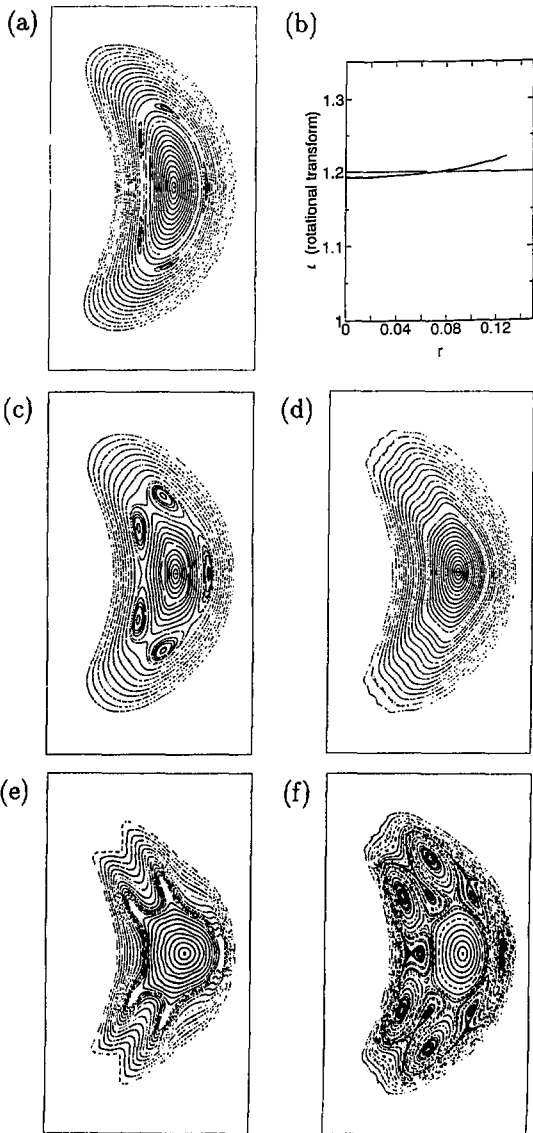 (a)
(b)
1.3
1.2
1.1
1
ι (rotational transform)
0
0.04
0.08
0.12
r
(c)
(d)
(e)
(f)